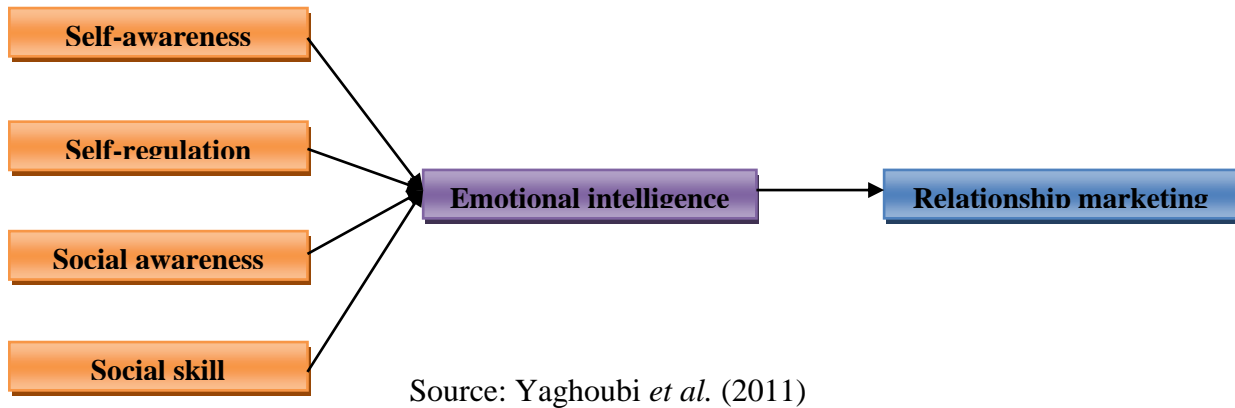 Self-awareness
Self-regulation
Emotional intelligence
Relationship marketing
Social awareness
Social skill
Source: Yaghoubi et al. (2011)